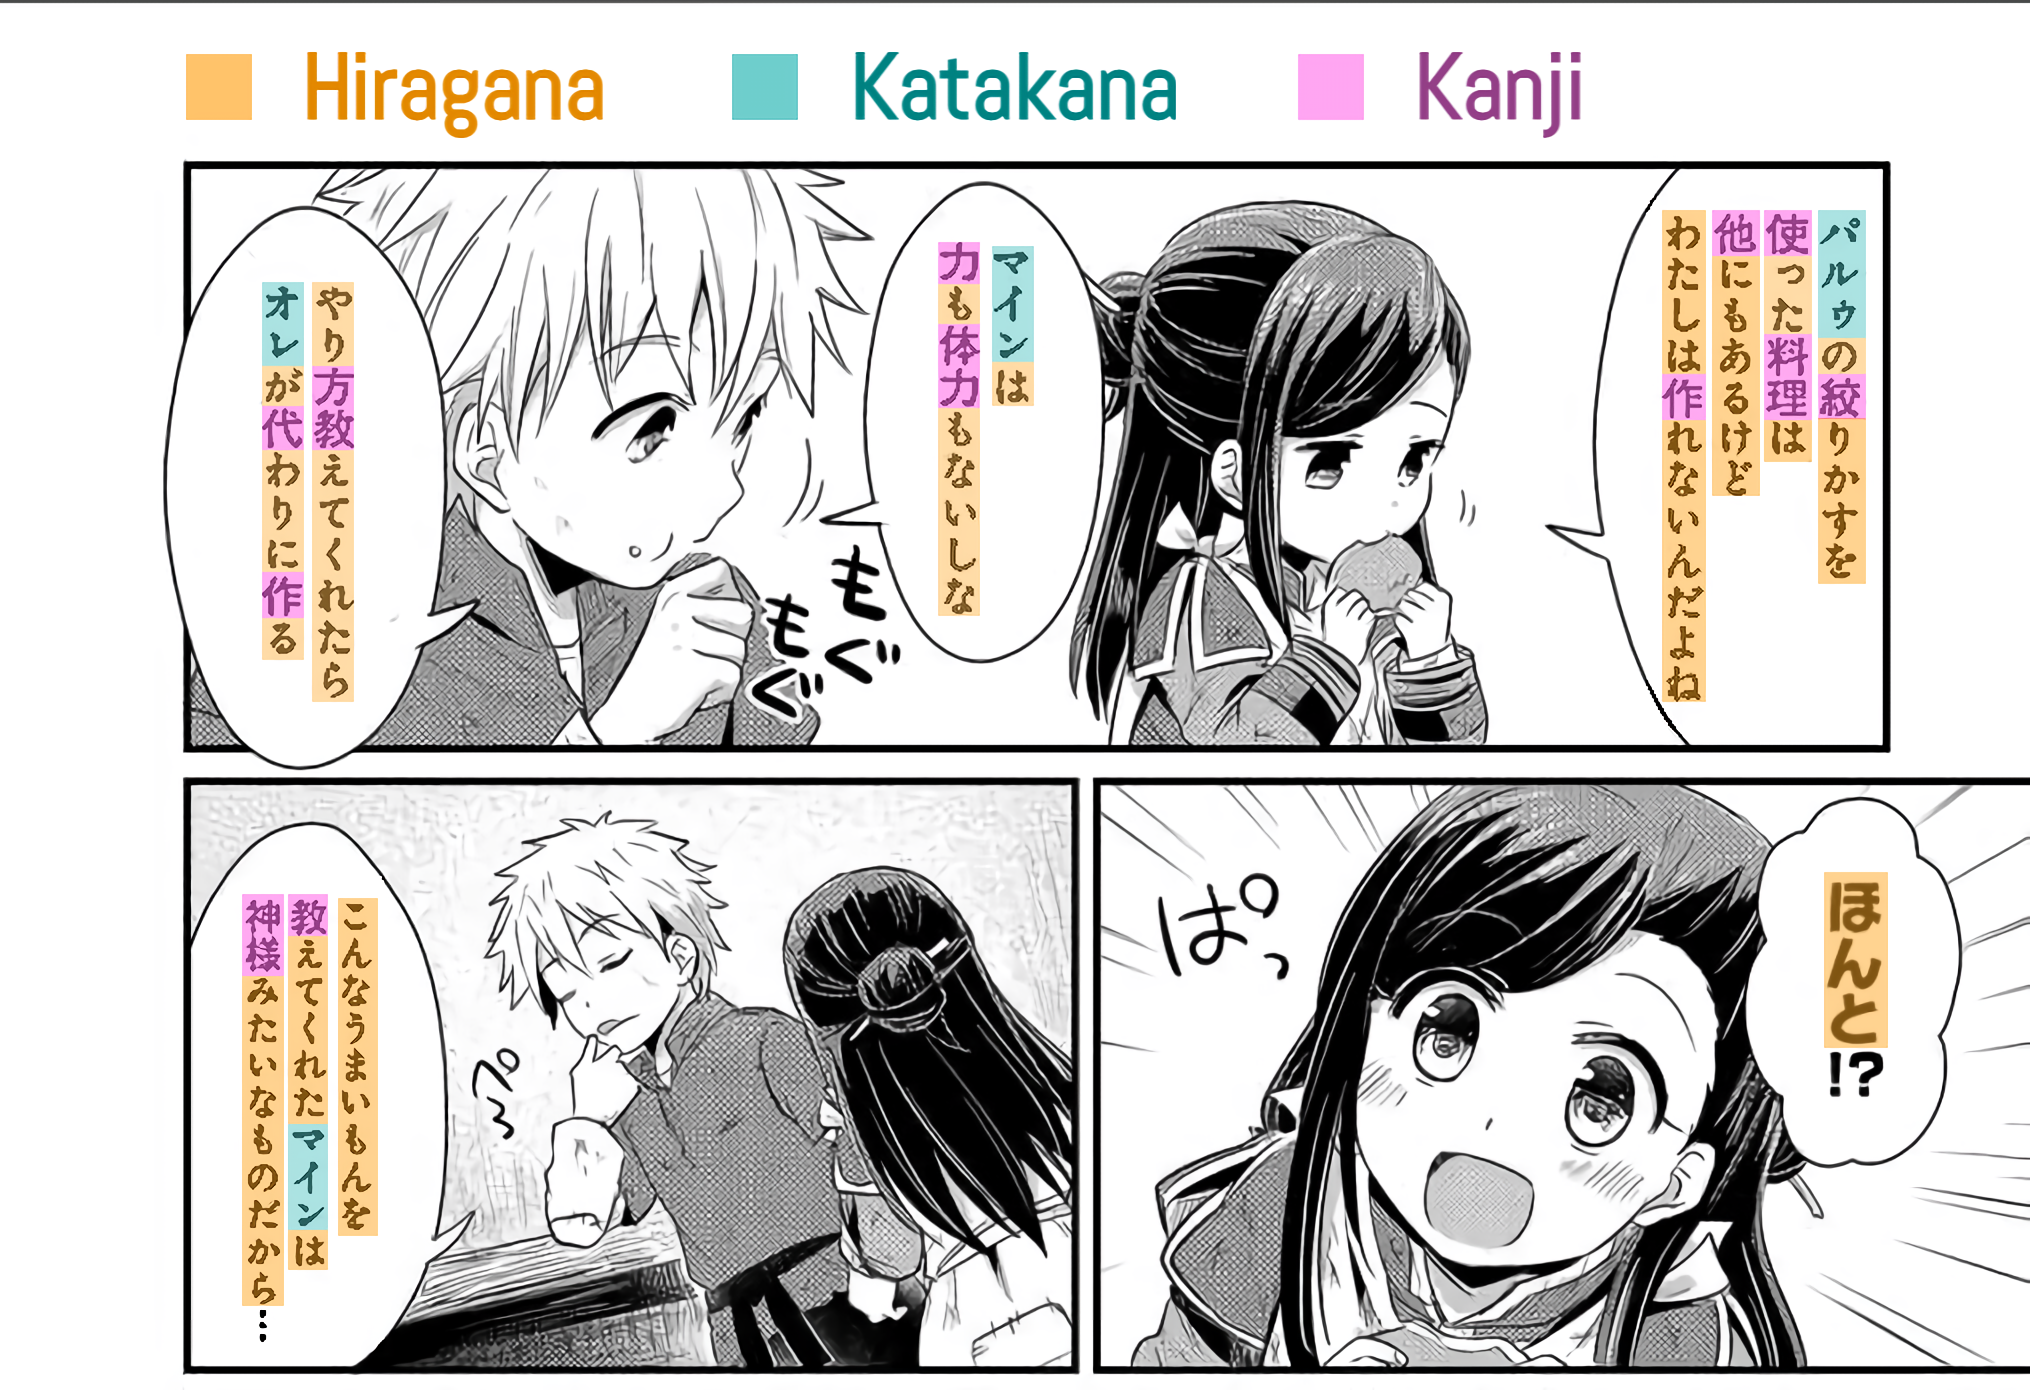 Hiragana
Katakana
Kanji
パルゥの絞りかすを
使った料理は
他にもあるけど
わたしは作れないんだよね
マインは
力も体力もないしな
もぐ
もぐ
やり方教えてくれたら
オレが代わりに作る
ほんと!?
ぱっ
こんなうまいもんを
教えてくれたマインは
神様みたいなものだから…
ペろ